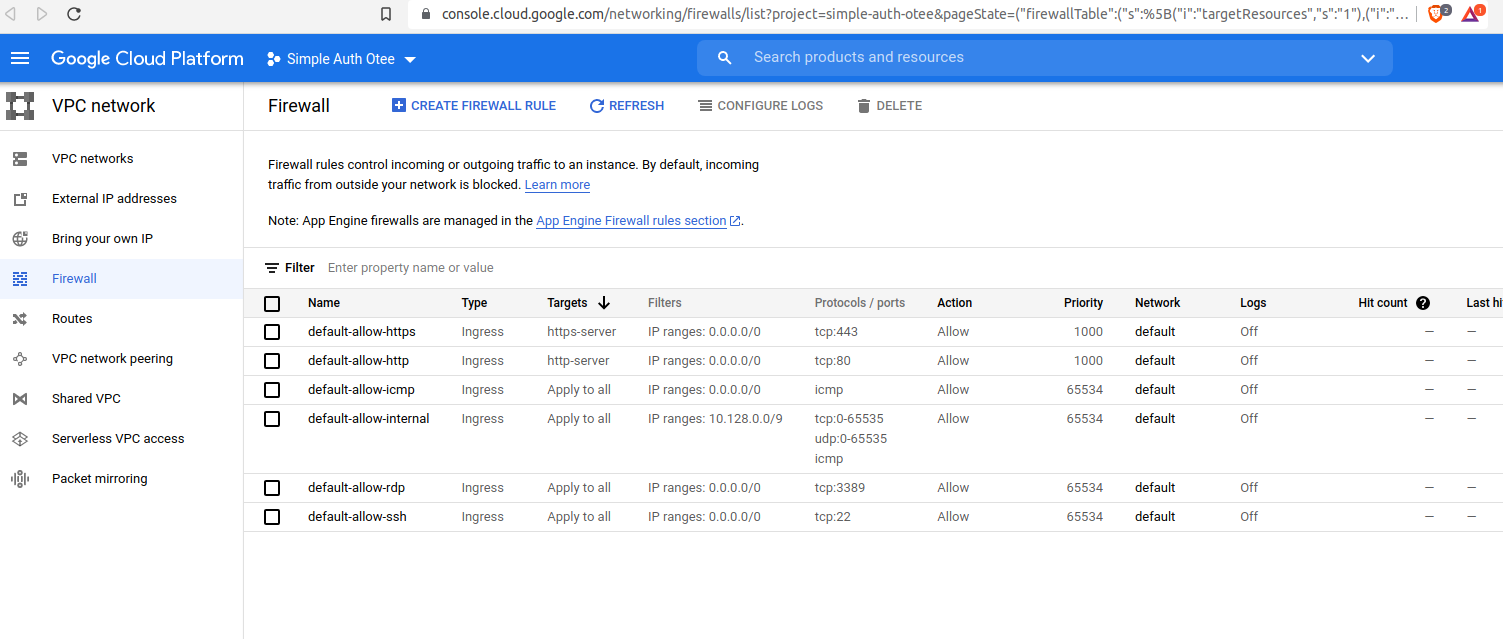 console.cloud.google.com/networking/firewalls/list?project=simple-auth-otee&pageState=("firewallTable":("s":%5B("i":"targetResources","s":"1"),("i":"...
2
1
Google Cloud Platform
Simple Auth Otee
Search products and resources
VPC network
Firewall
CREATE FIREWALL RULE
REFRESH
CONFIGURE LOGS
DELETE
VPC networks
External IP addresses
Bring your own IP
Firewall
Routes
VPC network peering
Shared VPC
Serverless VPC access
Packet mirroring
Firewall rules control incoming or outgoing traffic to an instance. By default, incoming
traffic from outside your network is blocked. Learn more
Note: App Engine firewalls are managed in the App Engine Firewall rules section.
Filter Enter property name or value
Name Type Targets Filters Protocols / ports Action Priority Network Logs Hit count ? Last hi
default-allow-https Ingress https-server IP ranges: 0.0.0.0/0 tcp:443 Allow 1000 default Off — —
default-allow-http Ingress http-server IP ranges: 0.0.0.0/0 tcp:80 Allow 1000 default Off — —
default-allow-icmp Ingress Apply to all IP ranges: 0.0.0.0/0 icmp Allow 65534 default Off — —
default-allow-internal Ingress Apply to all IP ranges: 10.128.0.0/9 tcp:0-65535 Allow 65534 default Off — —
udp:0-65535
icmp
default-allow-rdp Ingress Apply to all IP ranges: 0.0.0.0/0 tcp:3389 Allow 65534 default Off — —
default-allow-ssh Ingress Apply to all IP ranges: 0.0.0.0/0 tcp:22 Allow 65534 default Off — —